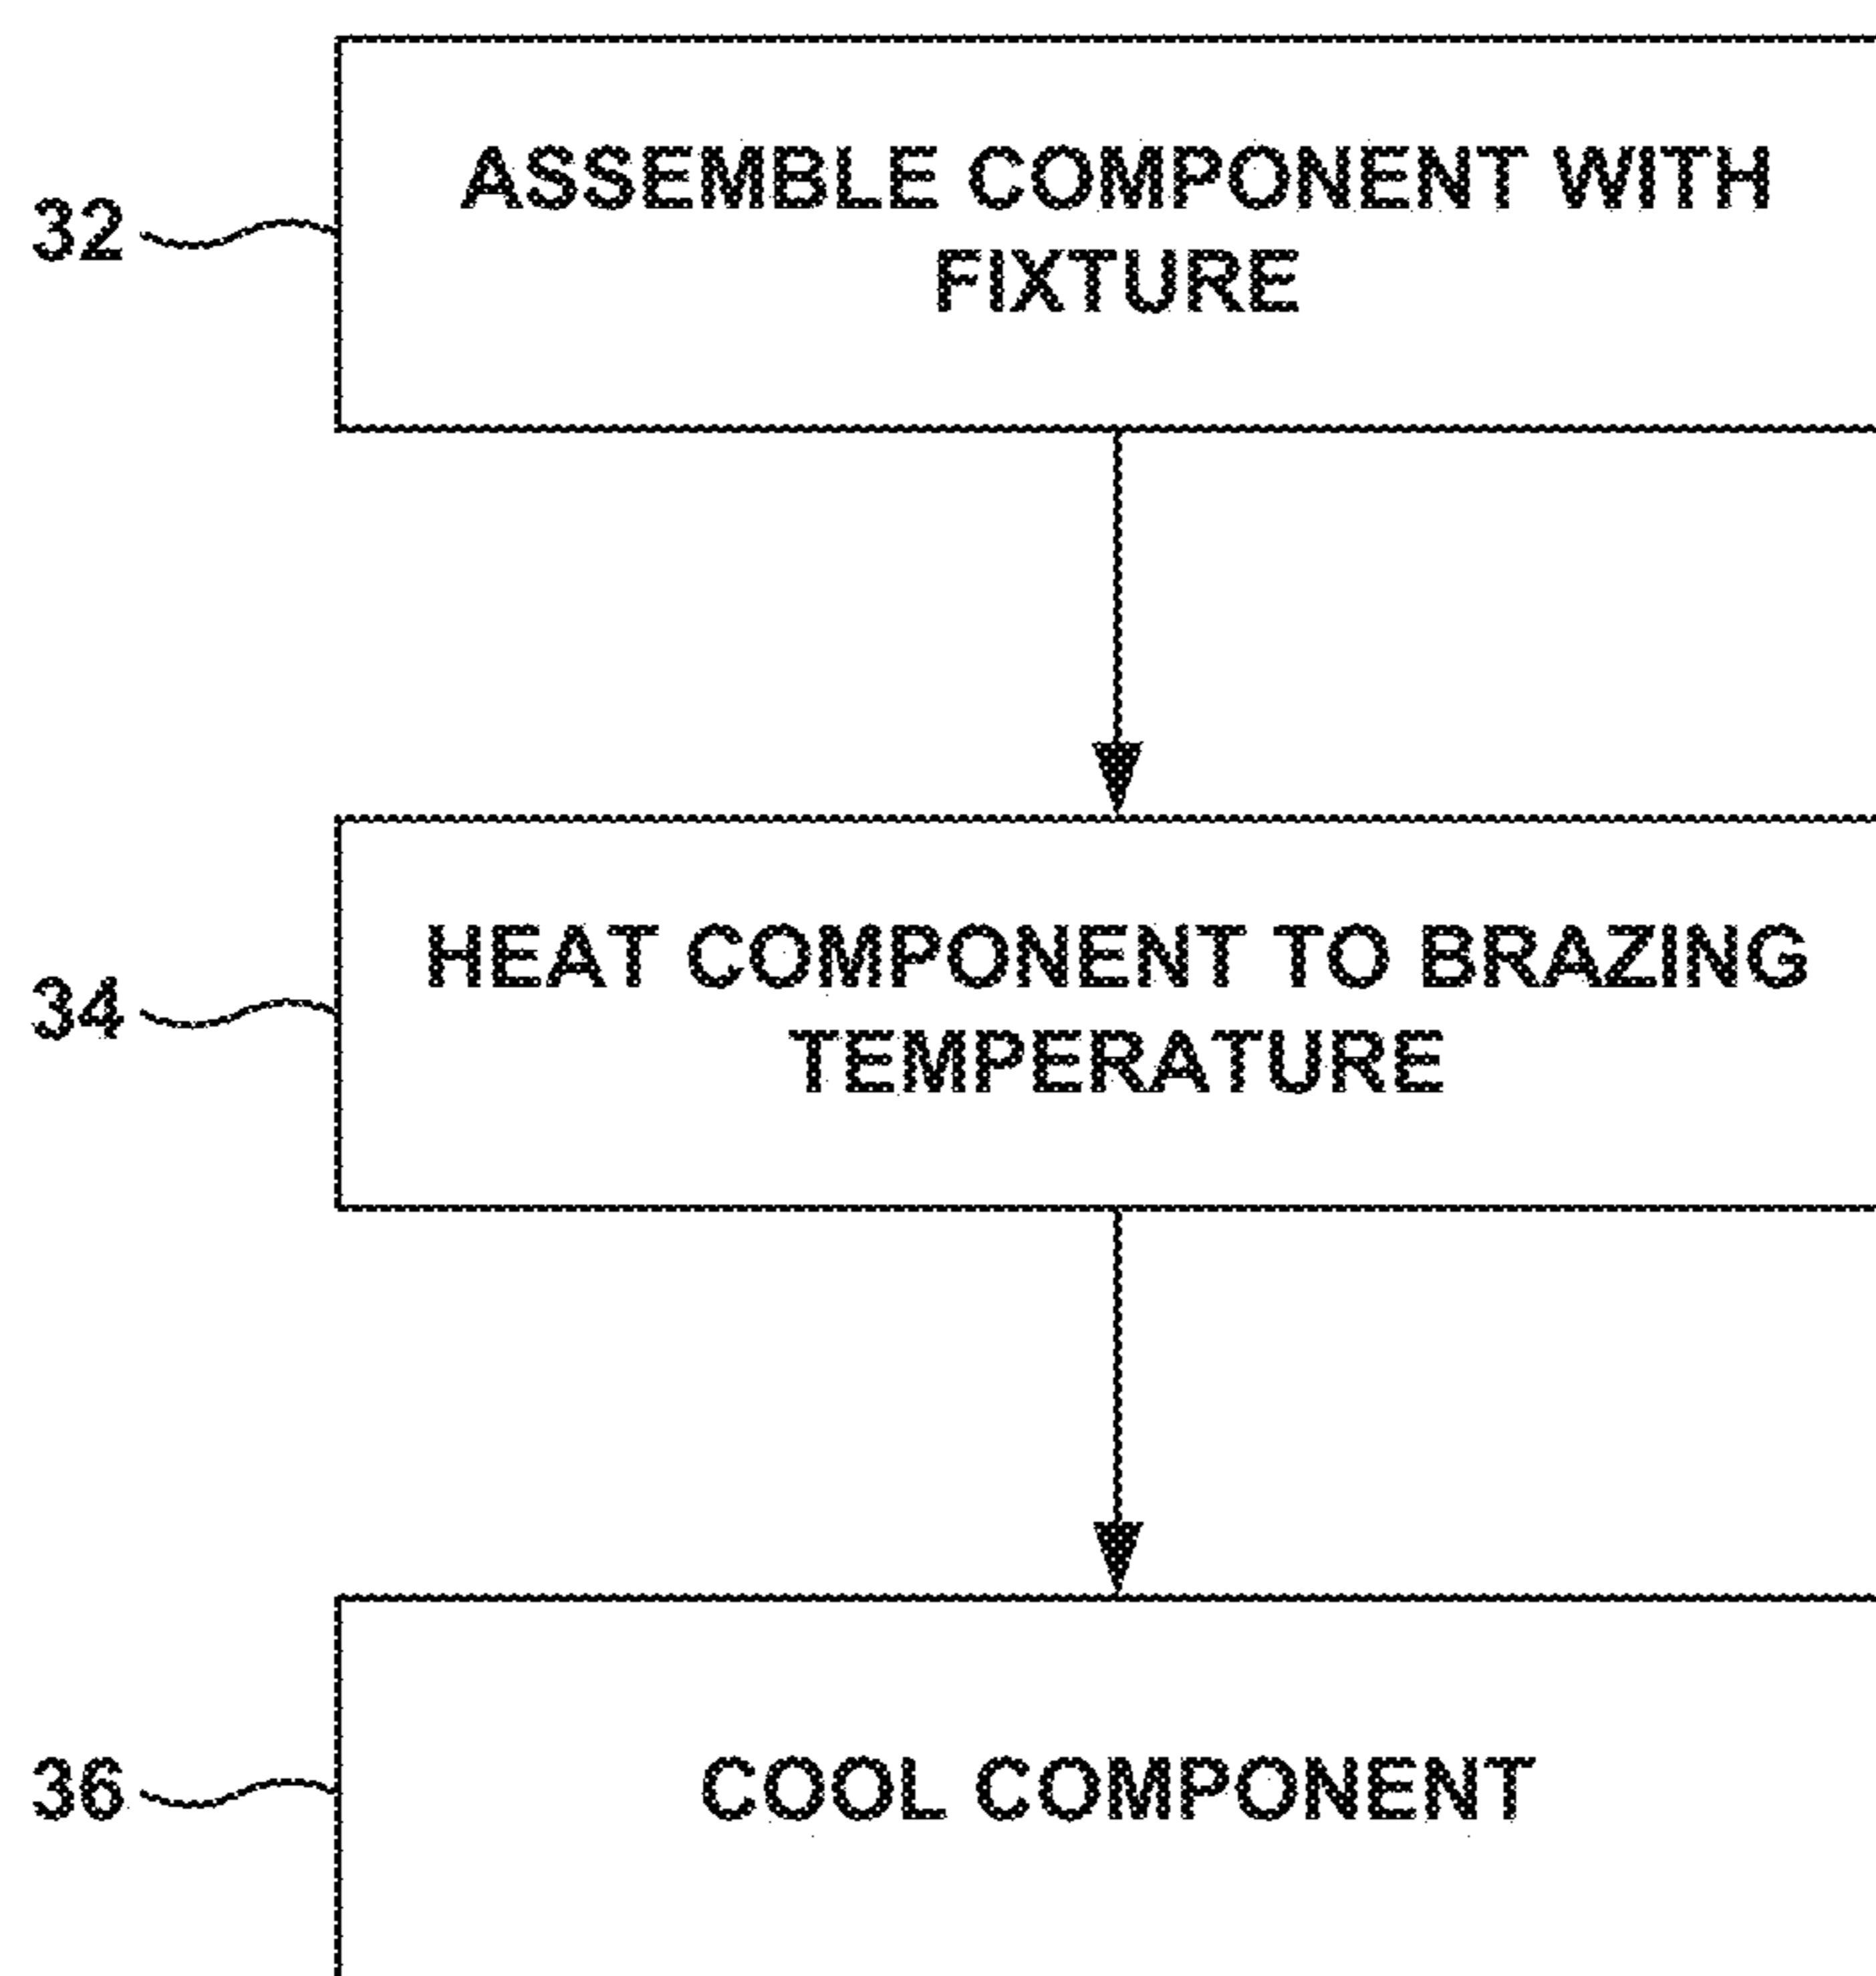 32
ASSEMBLE COMPONENT WITH
FIXTURE
34
HEAT COMPONENT TO BRAZING
TEMPERATURE
36
COOL COMPONENT